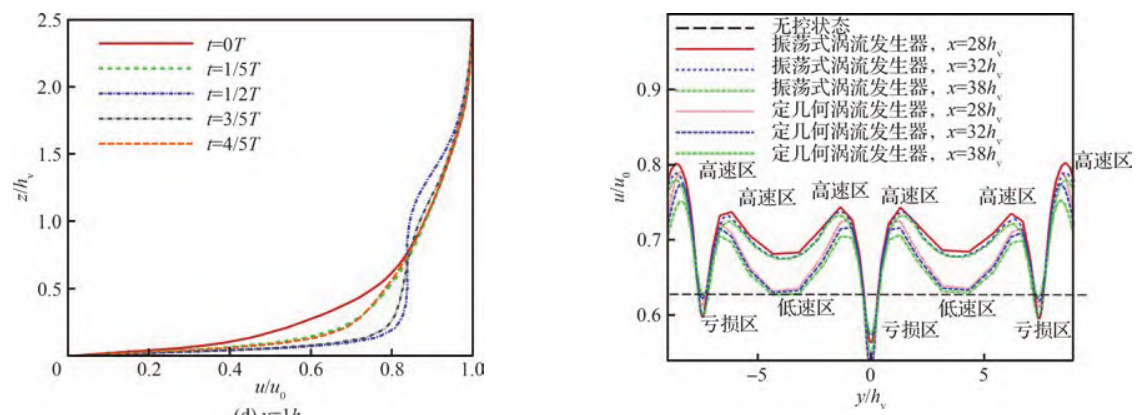 2.5
2.0
1.5
1.0
0.5
0
0.2
0.4
0.6
0.8
1.0
z/hᵥ
u/u₀
t=0T
t=1/5T
t=1/2T
t=3/5T
t=4/5T
无控状态
振荡式涡流发生器，x=28hᵥ
振荡式涡流发生器，x=32hᵥ
振荡式涡流发生器，x=38hᵥ
定几何涡流发生器，x=28hᵥ
定几何涡流发生器，x=32h
定几何涡流发生器，x=38hᵥ
0.9
0.8
0.7
0.6
u/u₀
高速区
高速区
高速区
高速区
高速区
高速区
低速区
低速区
亏损区
亏损区
亏损区
−5
0
5
y/hᵥ